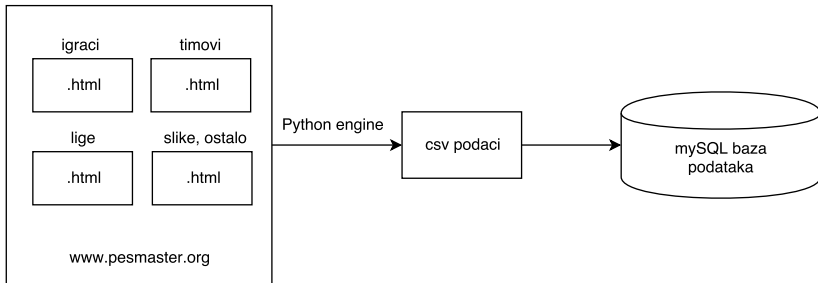 igraci
timovi
.html
.html
lige
slike, ostalo
.html
.html
www.pesmaster.org
Python engine
csv podaci
mySQL baza
podataka